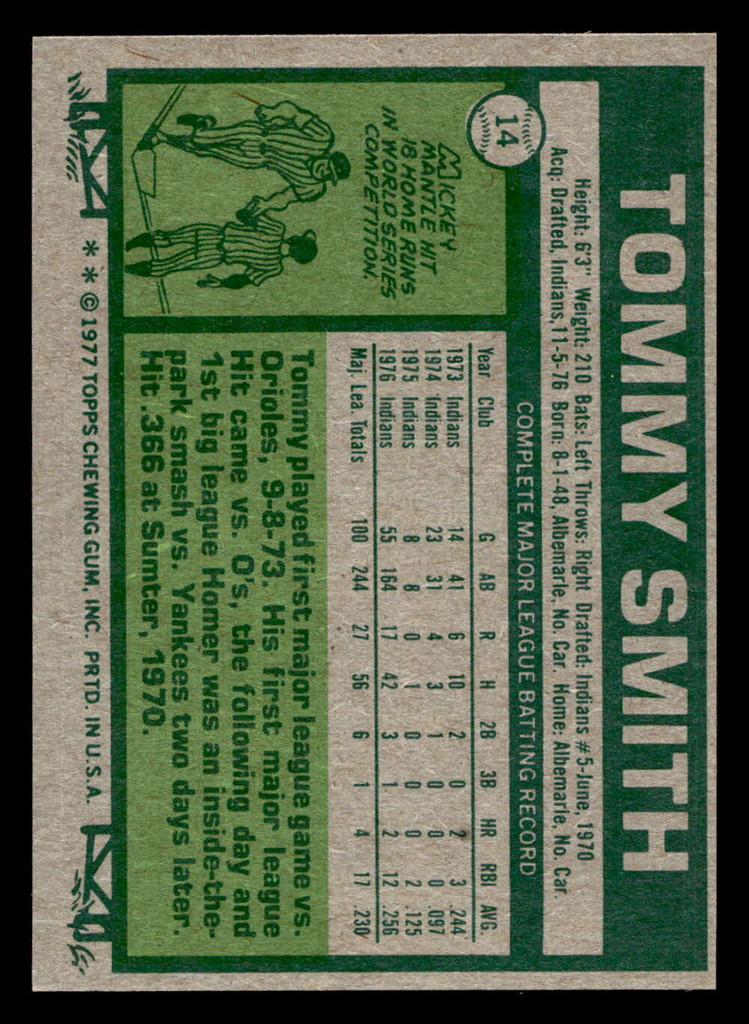 TOMMY SMITH
14
Height: 6'3" Weight: 210 Bats: Left Throws: Right Drafted: Indians #5-June, 1970
Acq: Drafted, Indians, 11-5-76 Born: 8-1-48, Albemarle, No. Car. Home: Albemarle, No. Car.
COMPLETE MAJOR LEAGUE BATTING RECORD
Year Club G AB R H 2B 3B HR RBI AVG.
1973 Indians 14 41 6 10 2 0 2 3 .244
1974 Indians 23 31 4 3 1 0 0 0 .097
1975 Indians 8 8 0 1 0 0 0 2 .125
1976 Indians 55 164 17 42 3 1 2 12 .256
Maj. Lea. Totals 100 244 27 56 6 1 4 17 .230
MICKEY
MANTLE HIT
18 HOME RUNS
IN WORLD SERIES
COMPETITION.
Tommy played first major league game vs.
Orioles, 9-8-73. His first major league
Hit came vs. O's, the following day and
1st big league Homer was an inside-the-
park smash vs. Yankees two days later.
Hit .366 at Sumter, 1970.
* * © 1977 TOPPS CHEWING GUM, INC. PRTD. IN U.S.A.